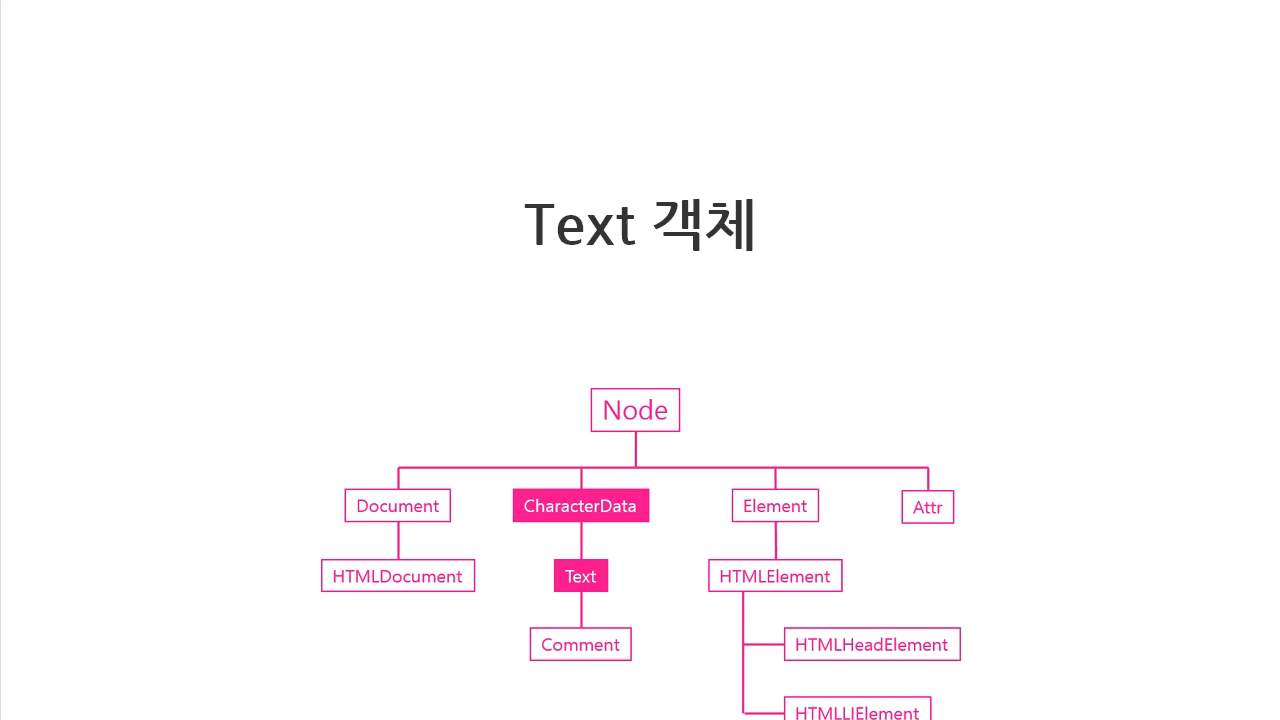 Text 객체
Node
Document CharacterData Element Attr
HTMLDocument Text HTMLElement
Comment HTMLHeadElement
HTMLLIElement